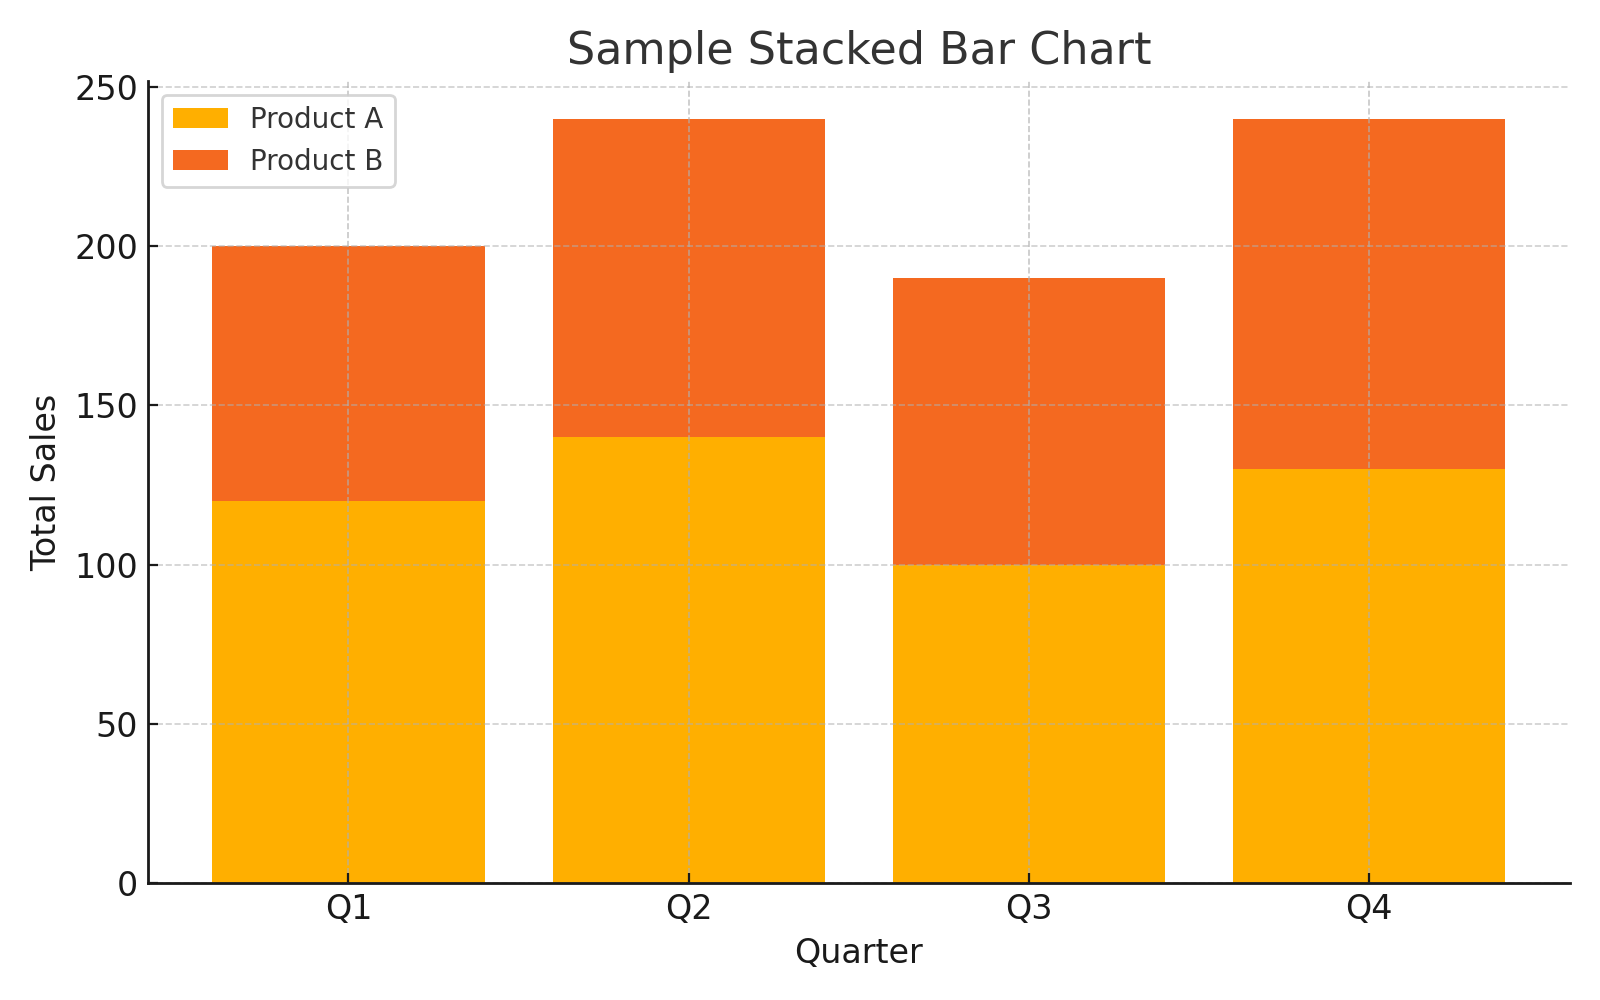 Sample Stacked Bar Chart
Product A
Product B
Total Sales
250
200
150
100
50
0
Q1 Q2 Q3 Q4
Quarter